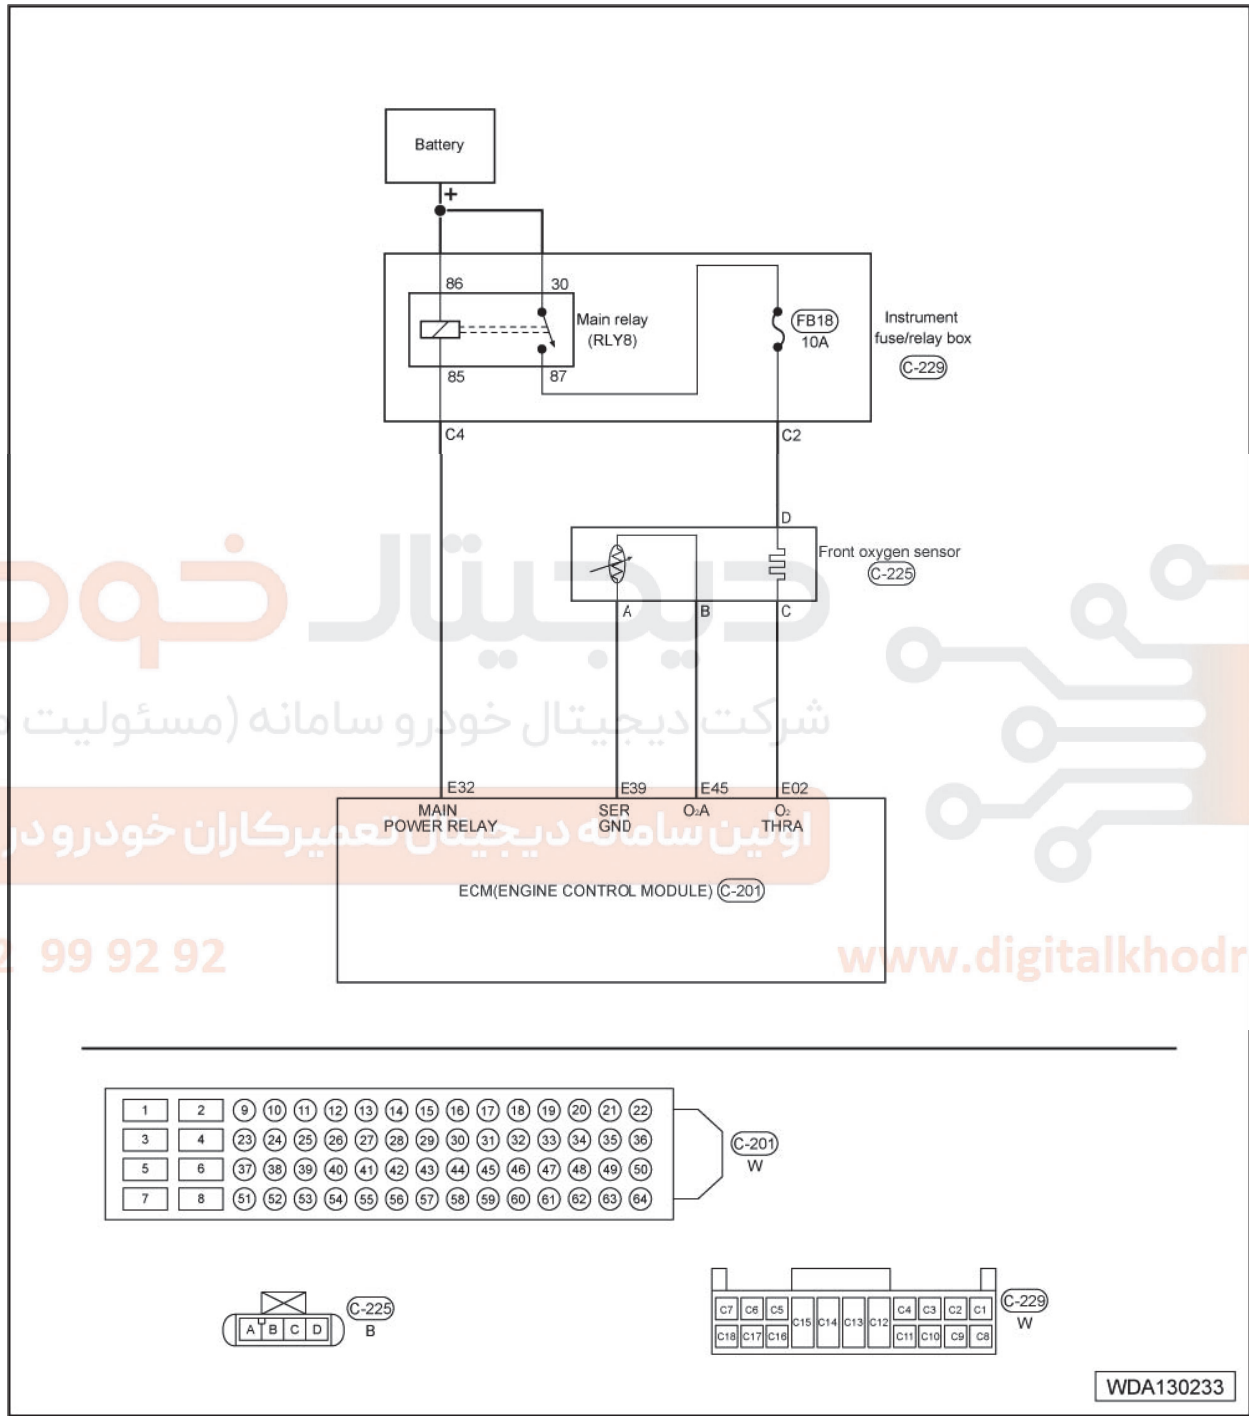 Battery
+
86 30
Main relay
(RLY8)
85 87
FB18
10A
Instrument
fuse/relay box
C-229
C4 C2
D
Front oxygen sensor
C-225
A B C
دیجیتال خودرو
شرکت دیجیتال خودرو سامانه (مسئولیت
E32 E39 E45 E02
MAIN
POWER RELAY
SER
GND
O₂A
O₂
THRA
اولین سامانه دیجیتال تعمیرکاران خودرو در
ECM(ENGINE CONTROL MODULE) C-201
99 92 92
www.digitalkhodr
1 2 9 10 11 12 13 14 15 16 17 18 19 20 21 22
3 4 23 24 25 26 27 28 29 30 31 32 33 34 35 36
5 6 37 38 39 40 41 42 43 44 45 46 47 48 49 50
7 8 51 52 53 54 55 56 57 58 59 60 61 62 63 64
C-201
W
A B C D
C-225
B
C7 C6 C5 C15 C14 C13 C12 C4 C3 C2 C1
C18 C17 C16 C11 C10 C9 C8
C-229
W
WDA130233